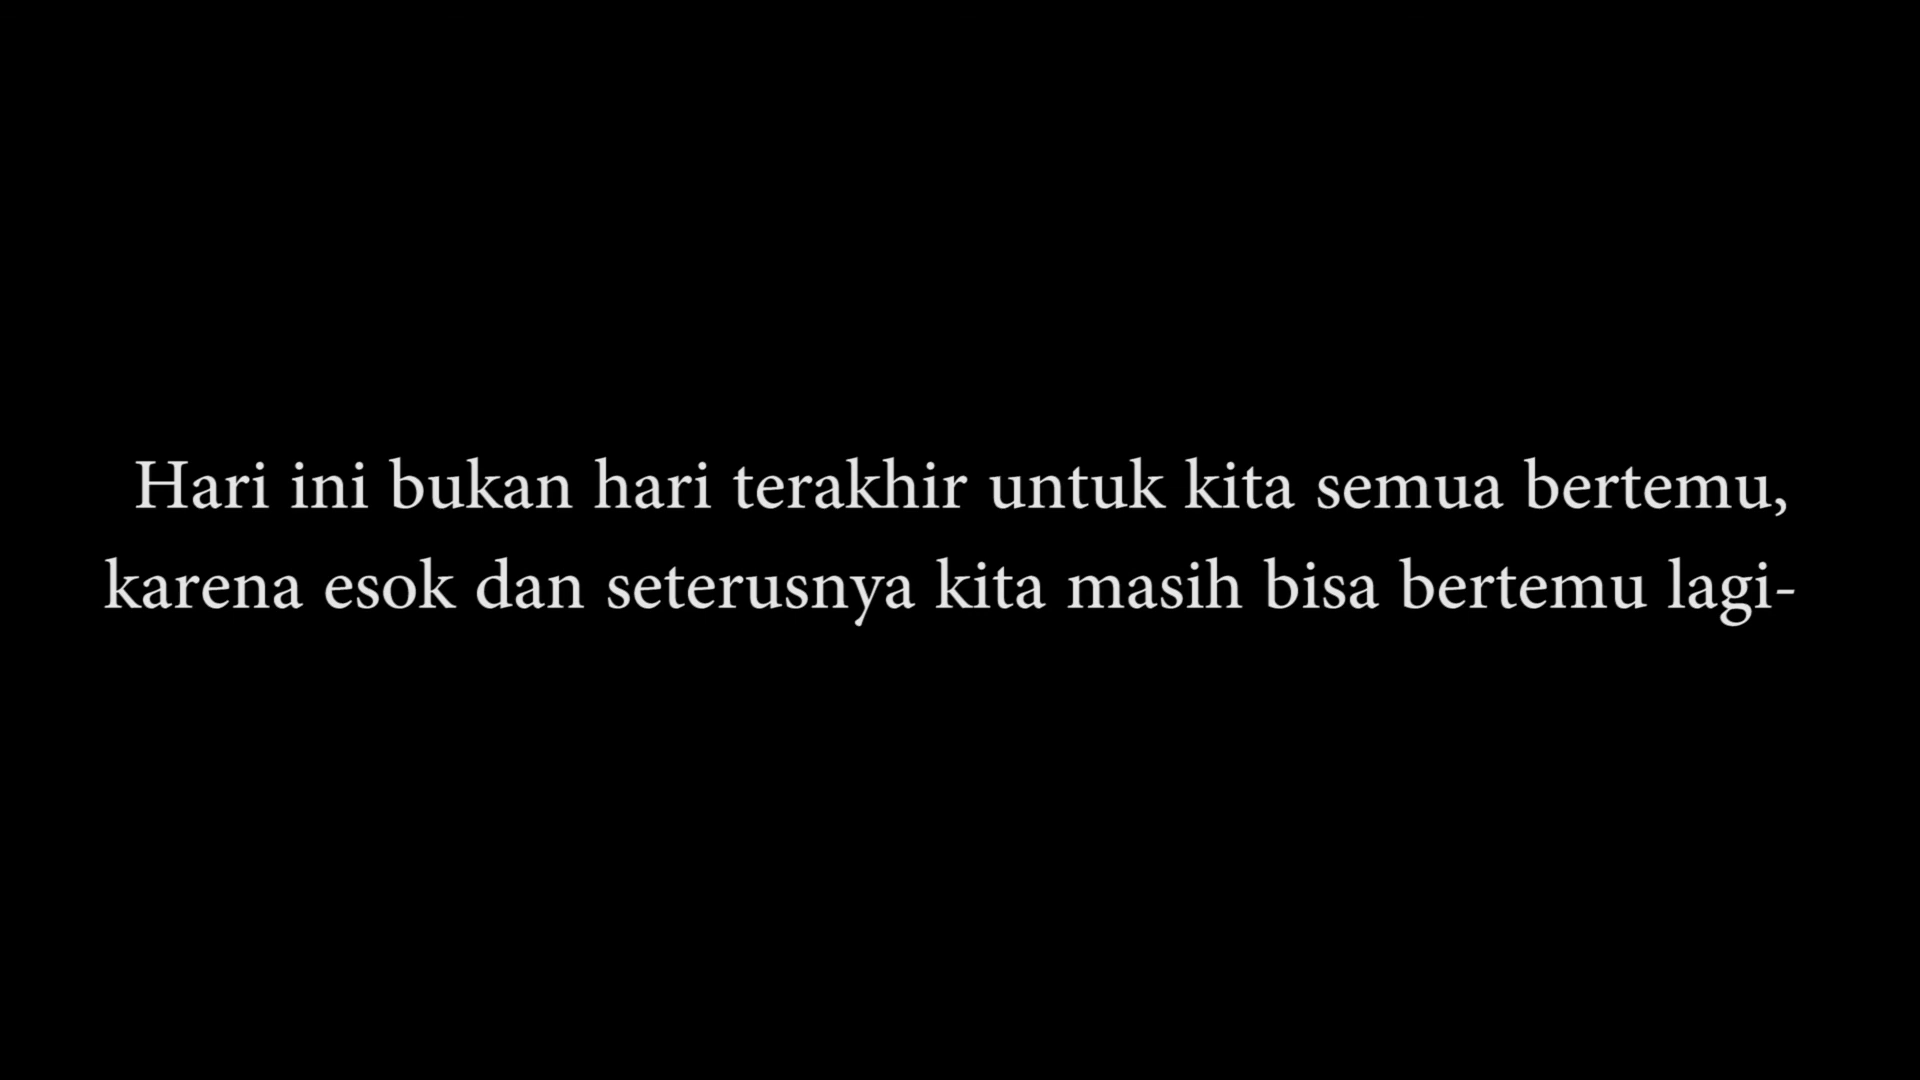 Hari ini bukan hari terakhir untuk kita semua bertemu,
karena esok dan seterusnya kita masih bisa bertemu lagi-